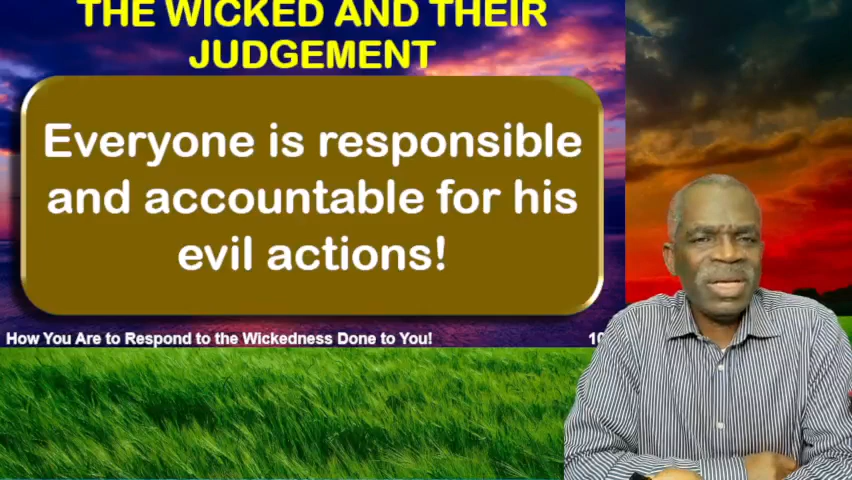 THE WICKED AND THEIR
JUDGEMENT
Everyone is responsible
and accountable for his
evil actions!
How You Are to Respond to the Wickedness Done to You!